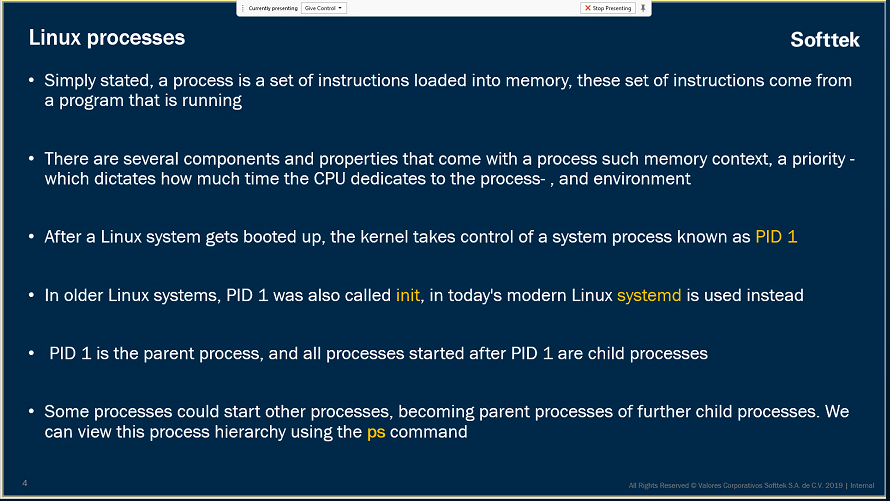 Currently presenting Give Control Stop Presenting
Linux processes
Softtek
• Simply stated, a process is a set of instructions loaded into memory, these set of instructions come from
a program that is running
• There are several components and properties that come with a process such memory context, a priority -
which dictates how much time the CPU dedicates to the process- , and environment
• After a Linux system gets booted up, the kernel takes control of a system process known as PID 1
• In older Linux systems, PID 1 was also called init, in today's modern Linux systemd is used instead
• PID 1 is the parent process, and all processes started after PID 1 are child processes
• Some processes could start other processes, becoming parent processes of further child processes. We
can view this process hierarchy using the ps command
4
All Rights Reserved © Valores Corporativos Softtek S.A. de C.V. 2019 | Internal